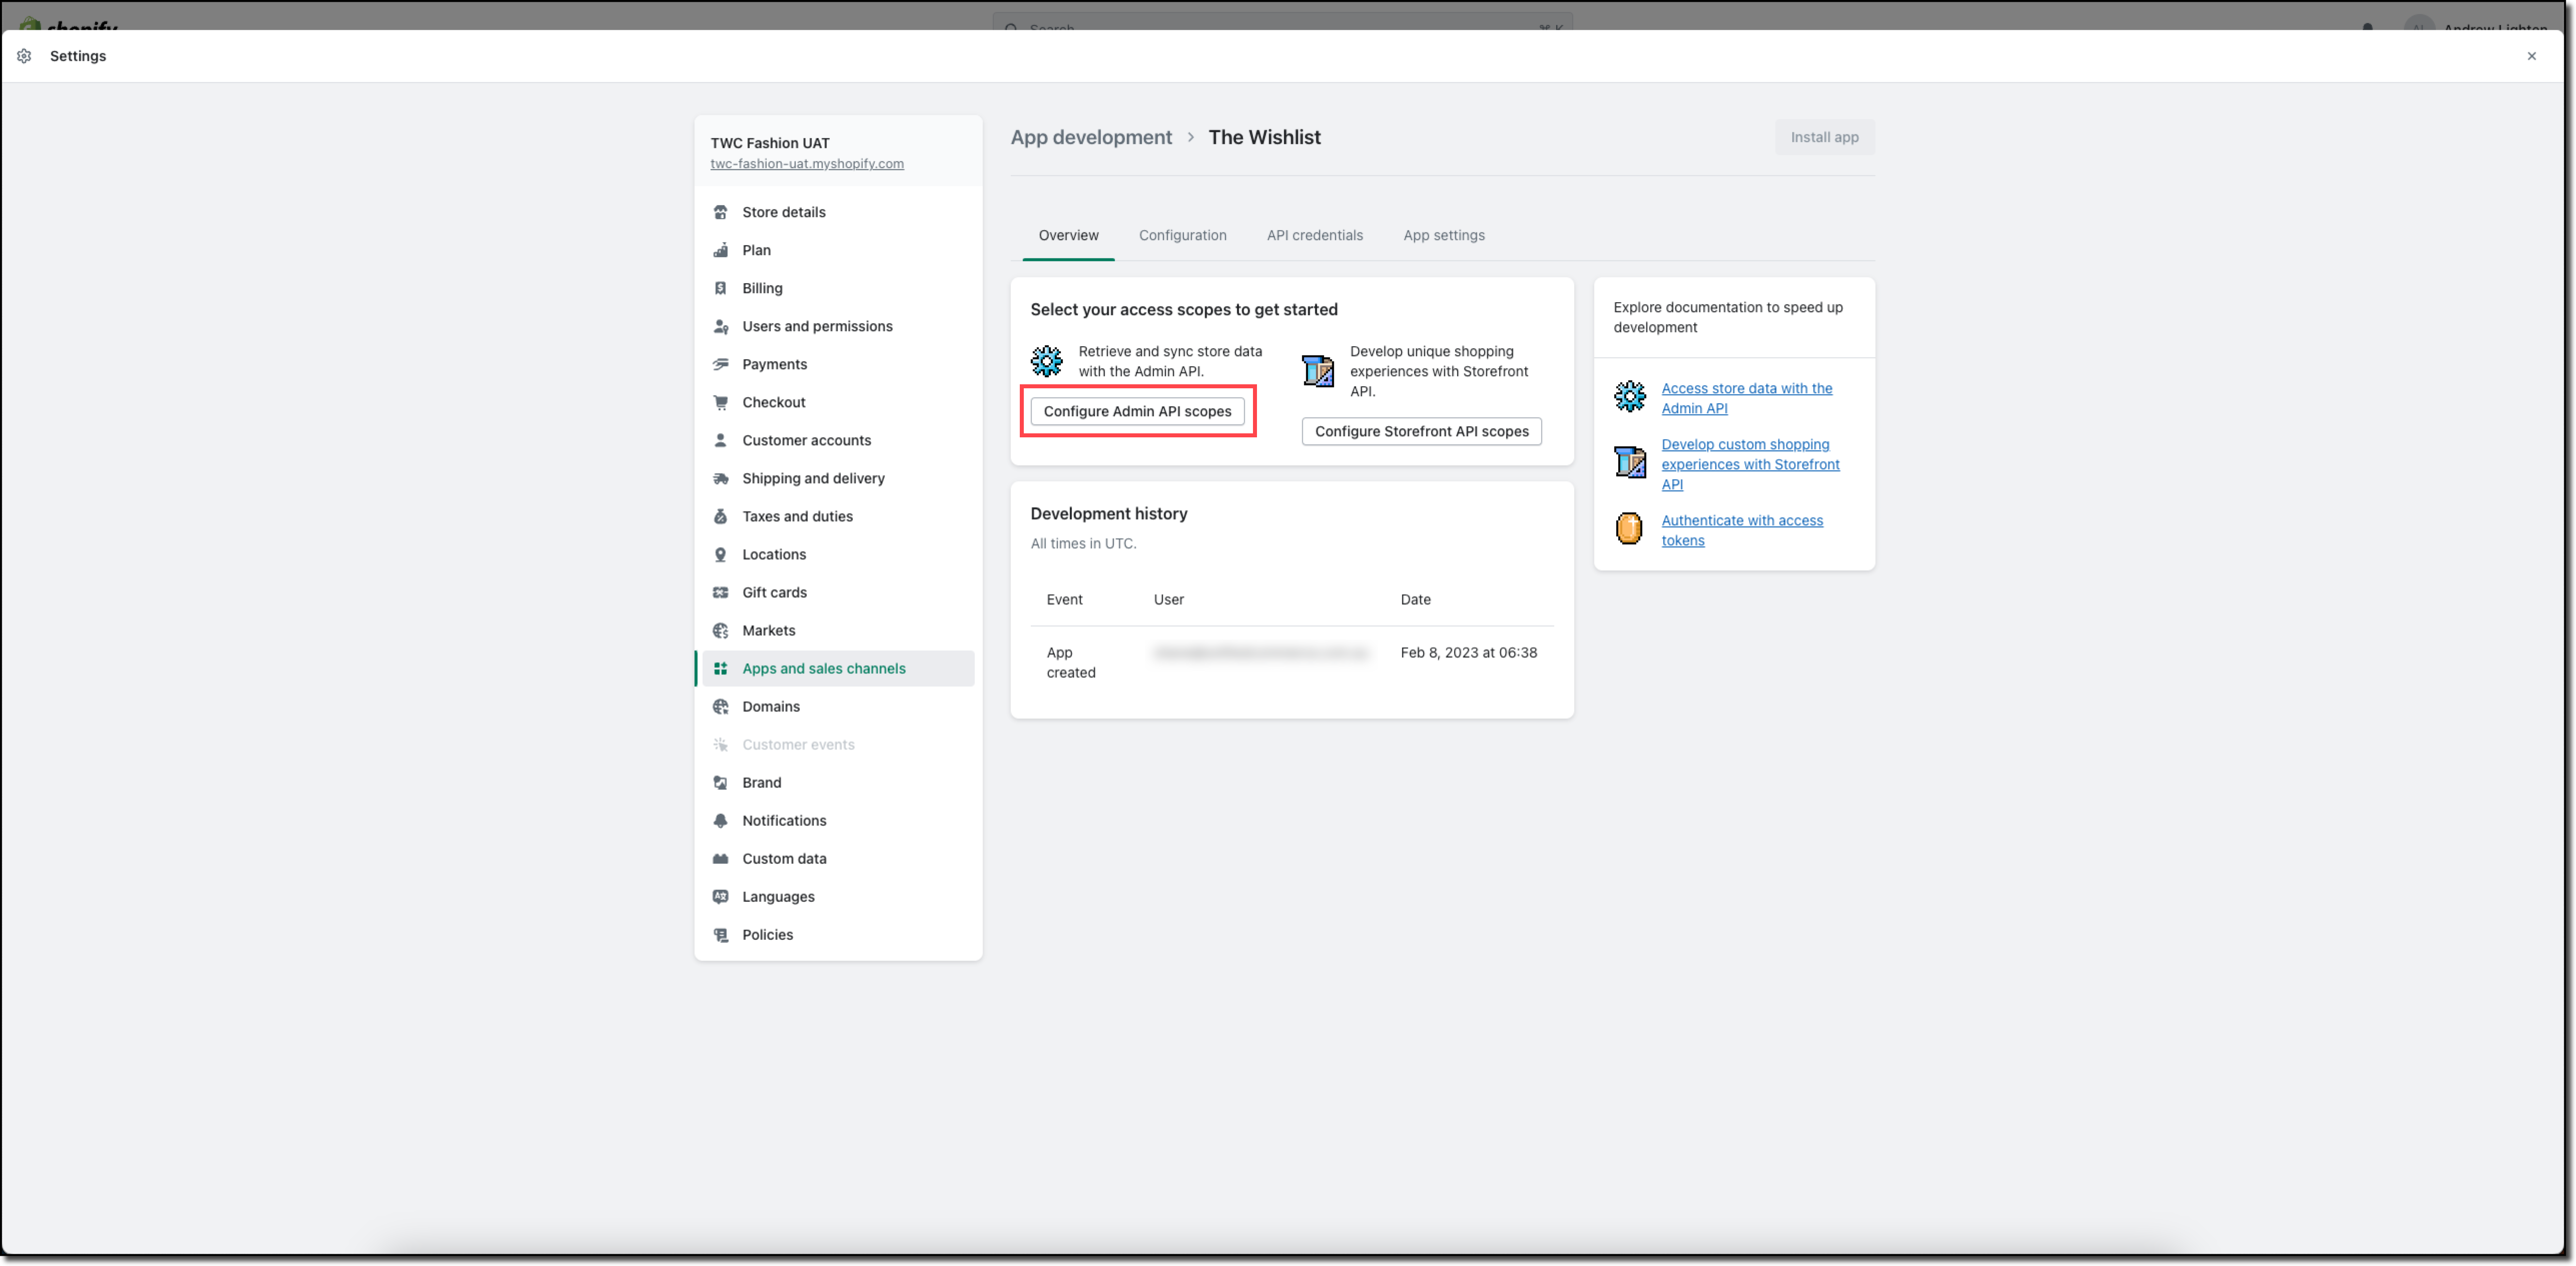 shopify
Search ⌘ K
Andrew Lighten
Settings
TWC Fashion UAT
twc-fashion-uat.myshopify.com
Store details
Plan
Billing
Users and permissions
Payments
Checkout
Customer accounts
Shipping and delivery
Taxes and duties
Locations
Gift cards
Markets
Apps and sales channels
Domains
Customer events
Brand
Notifications
Custom data
Languages
Policies
App development > The Wishlist
Install app
Overview Configuration API credentials App settings
Select your access scopes to get started
Retrieve and sync store data
with the Admin API.
Configure Admin API scopes
Develop unique shopping
experiences with Storefront
API.
Configure Storefront API scopes
Development history
All times in UTC.
Event User Date
App
created
Feb 8, 2023 at 06:38
Explore documentation to speed up
development
Access store data with the
Admin API
Develop custom shopping
experiences with Storefront
API
Authenticate with access
tokens